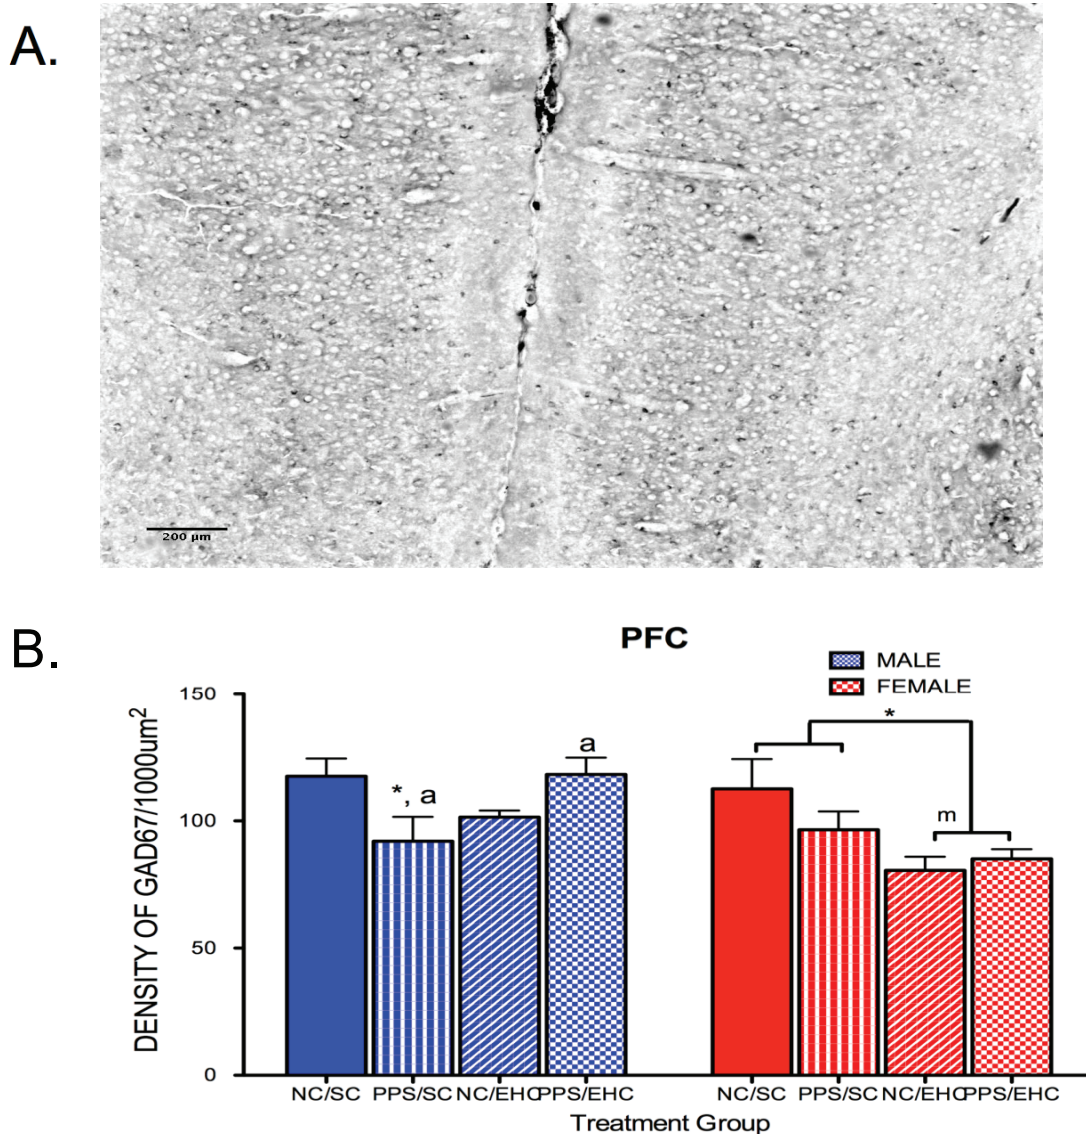 A.
200 µm
B.
PFC
MALE
FEMALE
DENSITY OF GAD67/1000um²
150
100
50
0
*, a
a
*
m
NC/SC PPS/SC NC/EHC PPS/EHC NC/SC PPS/SC NC/EHC PPS/EHC
Treatment Group